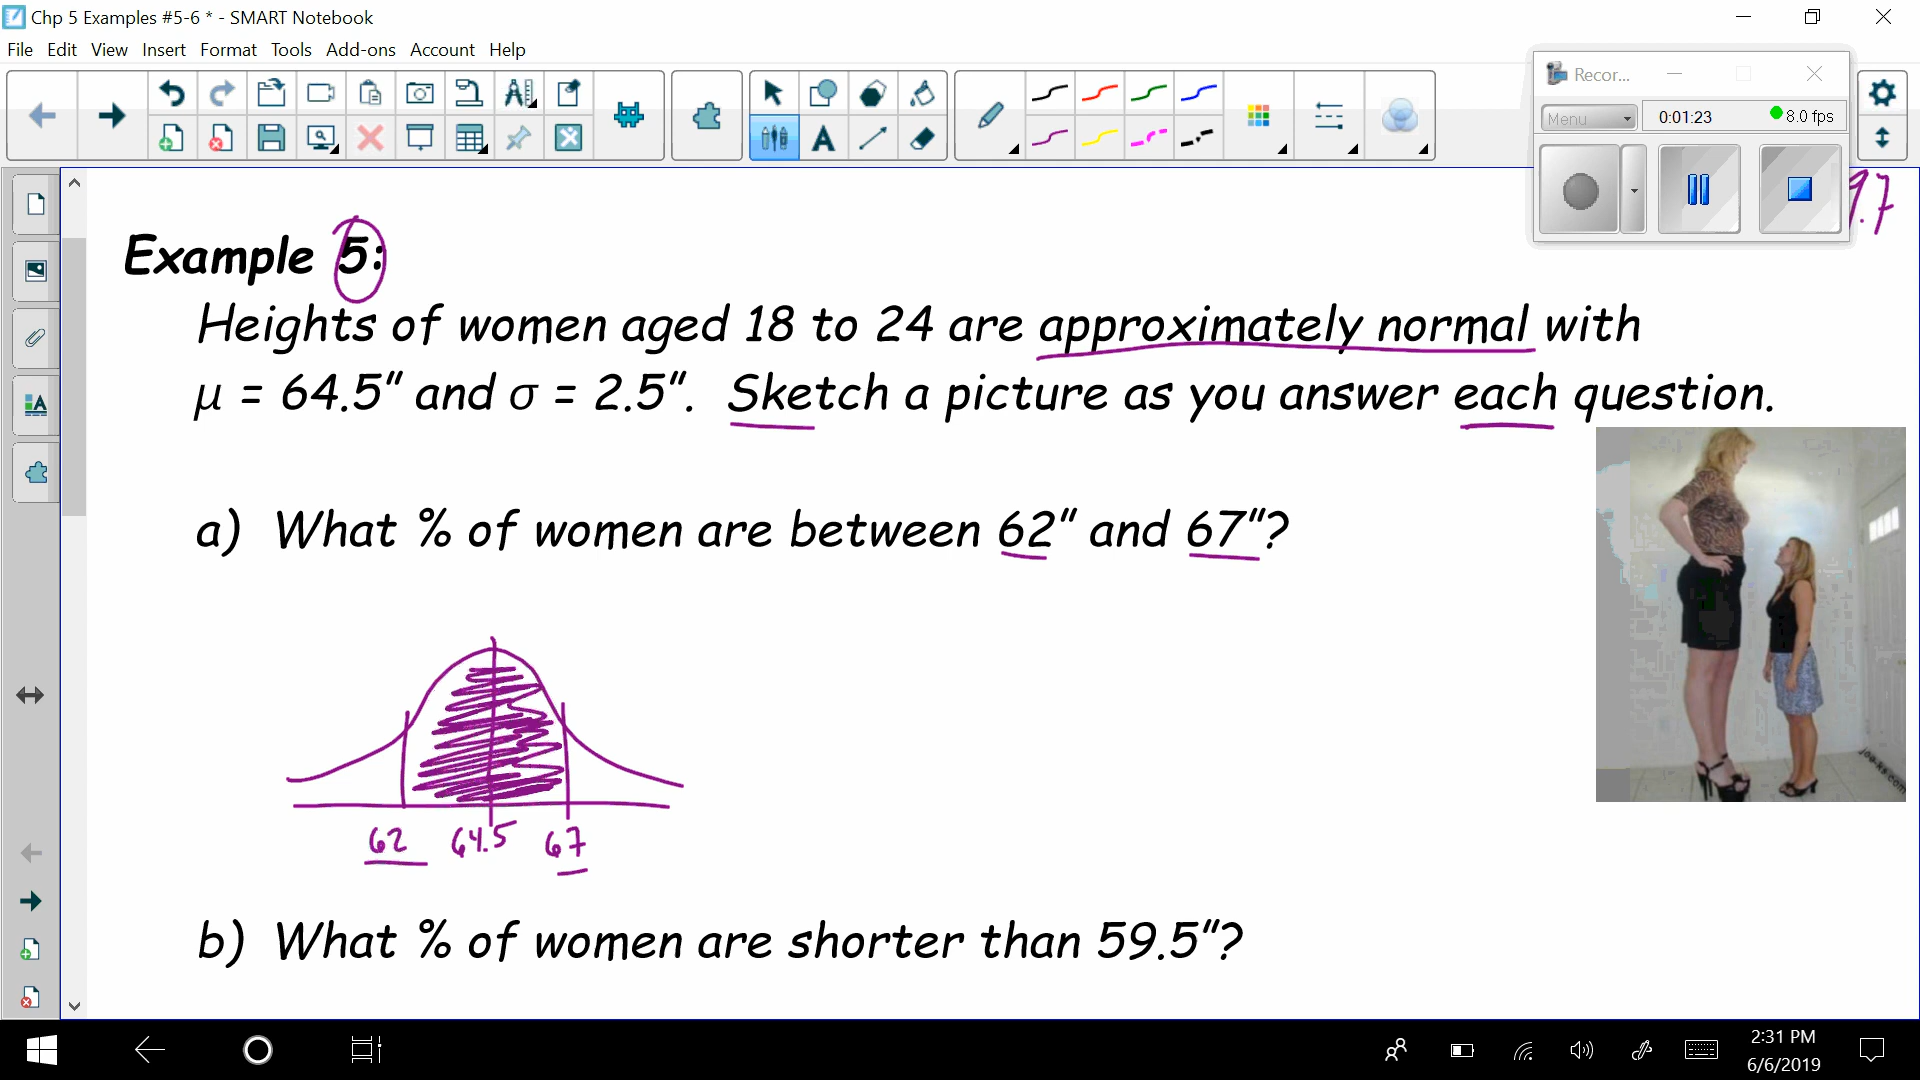 Chp 5 Examples #5-6 * - SMART Notebook
File Edit View Insert Format Tools Add-ons Account Help
Recor...
Menu 0:01:23 8.0 fps
9.7
Example 5:
Heights of women aged 18 to 24 are approximately normal with
μ = 64.5” and σ = 2.5”. Sketch a picture as you answer each question.
a) What % of women are between 62” and 67”?
62 64.5 67
b) What % of women are shorter than 59.5”?
2:31 PM
6/6/2019